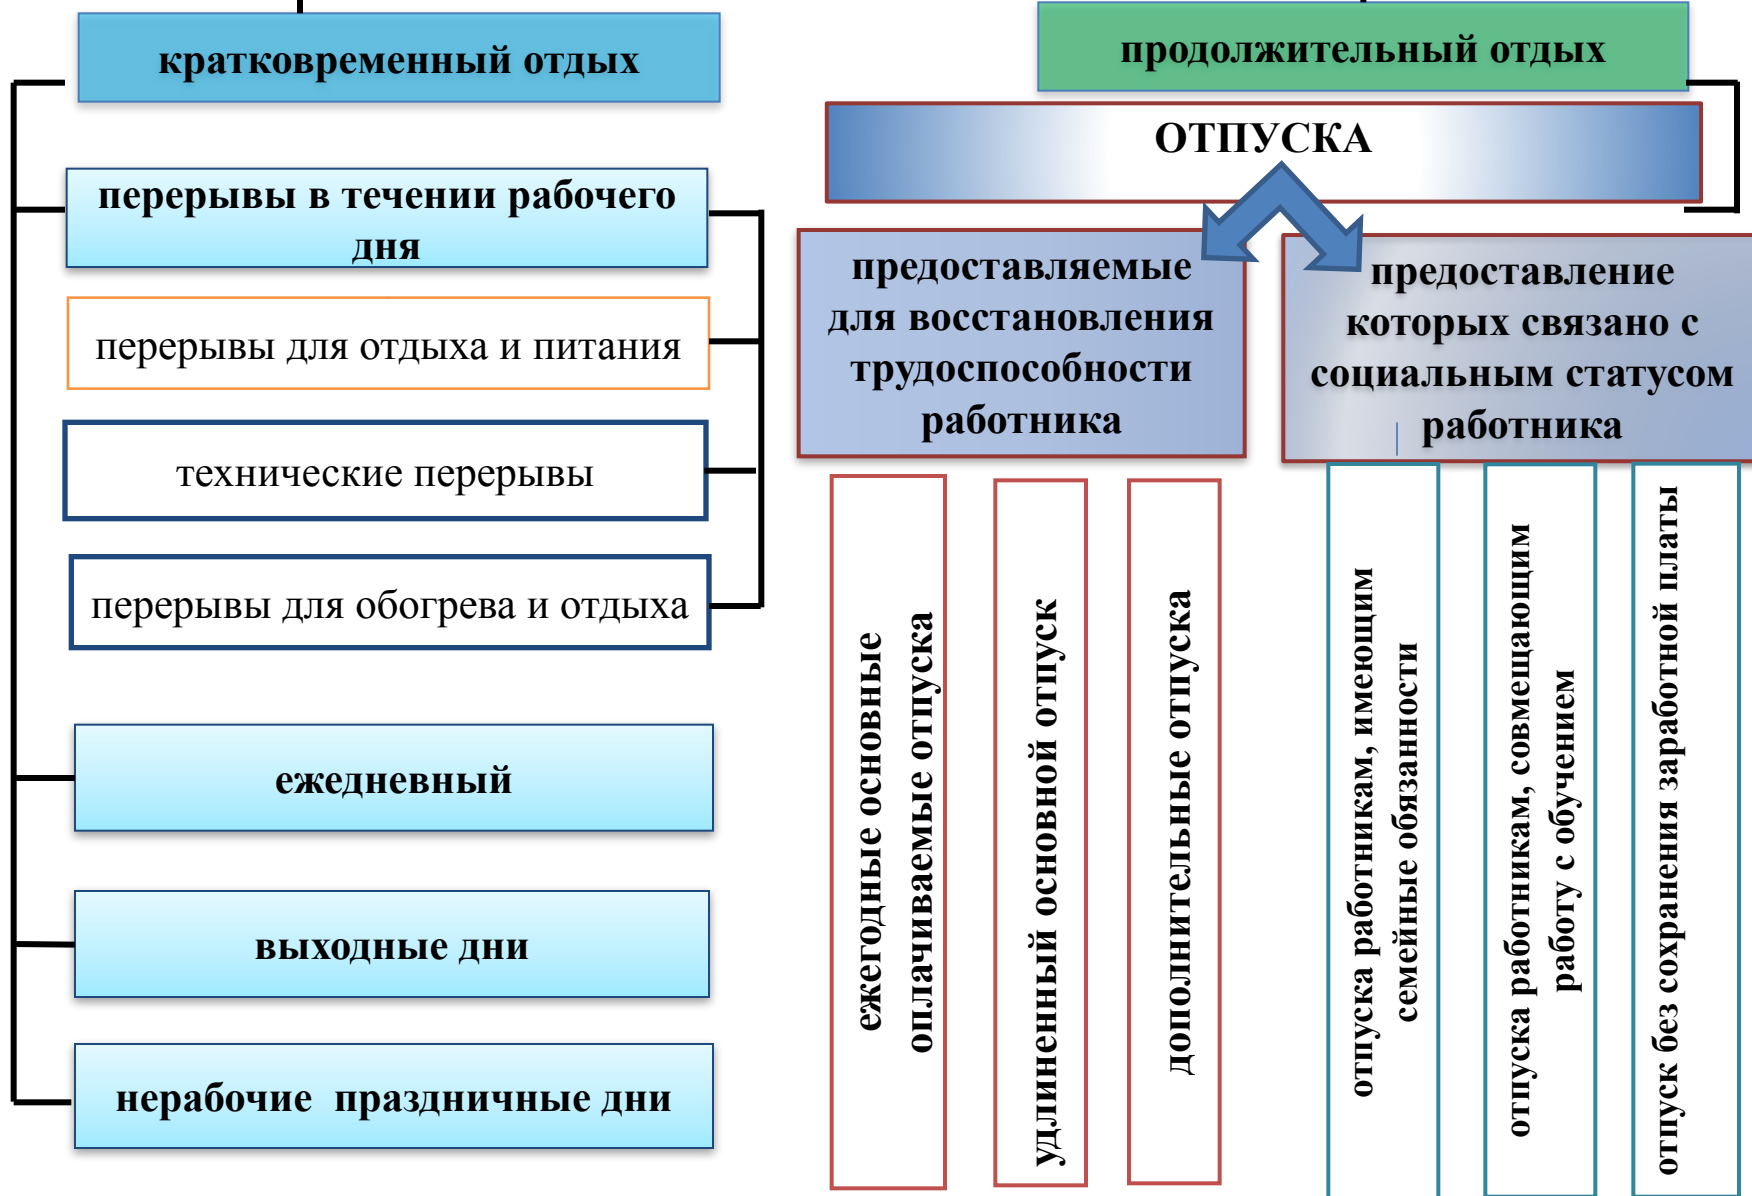 кратковременный отдых
перерывы в течении рабочего
дня
перерывы для отдыха и питания
технические перерывы
перерывы для обогрева и отдыха
ежедневный
выходные дни
нерабочие праздничные дни
продолжительный отдых
ОТПУСКА
предоставляемые
для восстановления
трудоспособности
работника
предоставление
которых связано с
социальным статусом
работника
ежегодные основные
оплачиваемые отпуска
удлиненный основной отпуск
дополнительные отпуска
отпуска работникам, имеющим
семейные обязанности
отпуска работникам, совмещающим
работу с обучением
отпуск без сохранения заработной платы